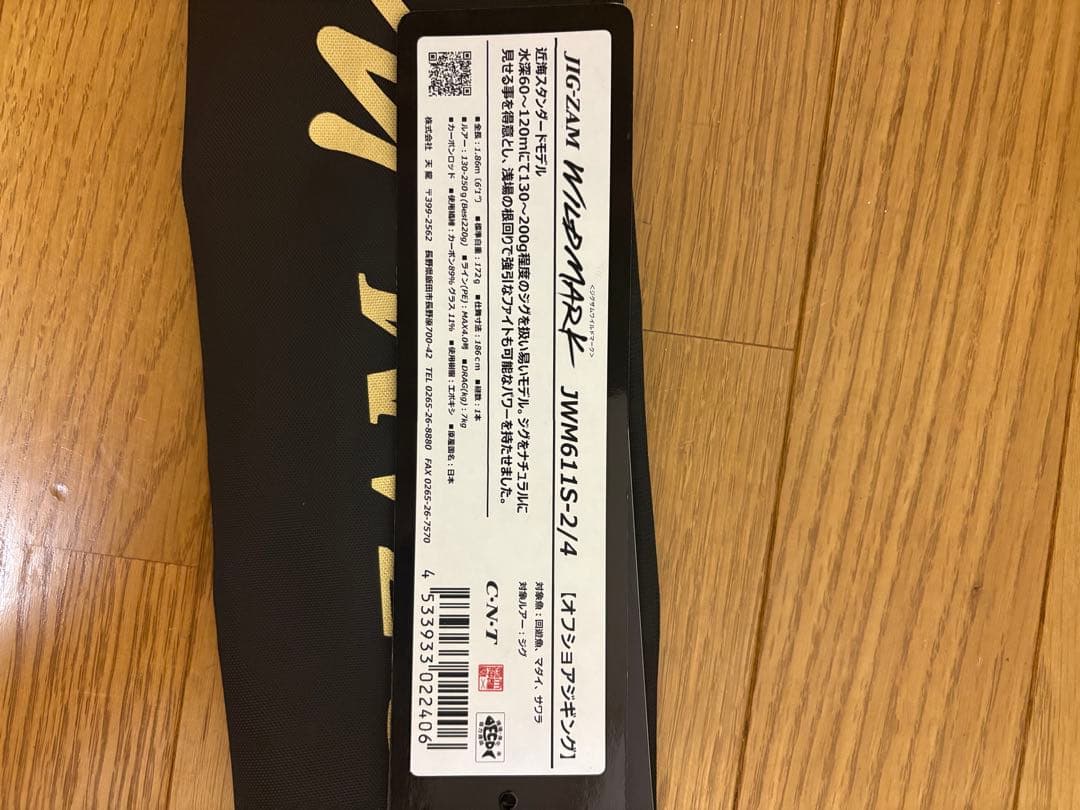 JIG-ZAM WILDMARK JWM611S-2/4 【オフショアジギング】
<ジグザムワイルドマーク>
近海スタンダードモデル
水深60～120mにて130～200g程度のジグを扱い易いモデル。ジグをナチュラルに
見せる事を得意とし、浅場の根回りで強引なファイトも可能なパワーを持たせました。
対象魚：回遊魚、マダイ、サワラ
対象ルアー：ジグ
■全長：1.86m（6'1"） ■標準自重：172g ■仕舞寸法：186cm ■継数：1本
■ルアー：130-250g(Best220g) ■ライン(PE)：MAX4.0号 ■DRAG(kg)：7kg
■カーボンロッド ■使用繊維：カーボン89% グラス11% ■使用樹脂：エポキシ ■原産国名：日本
株式会社 天龍 〒399-2562 長野県飯田市長野原700-42 TEL 0265-26-8880 FAX 0265-26-7570
C・N・T
ECO
4 533933 022406